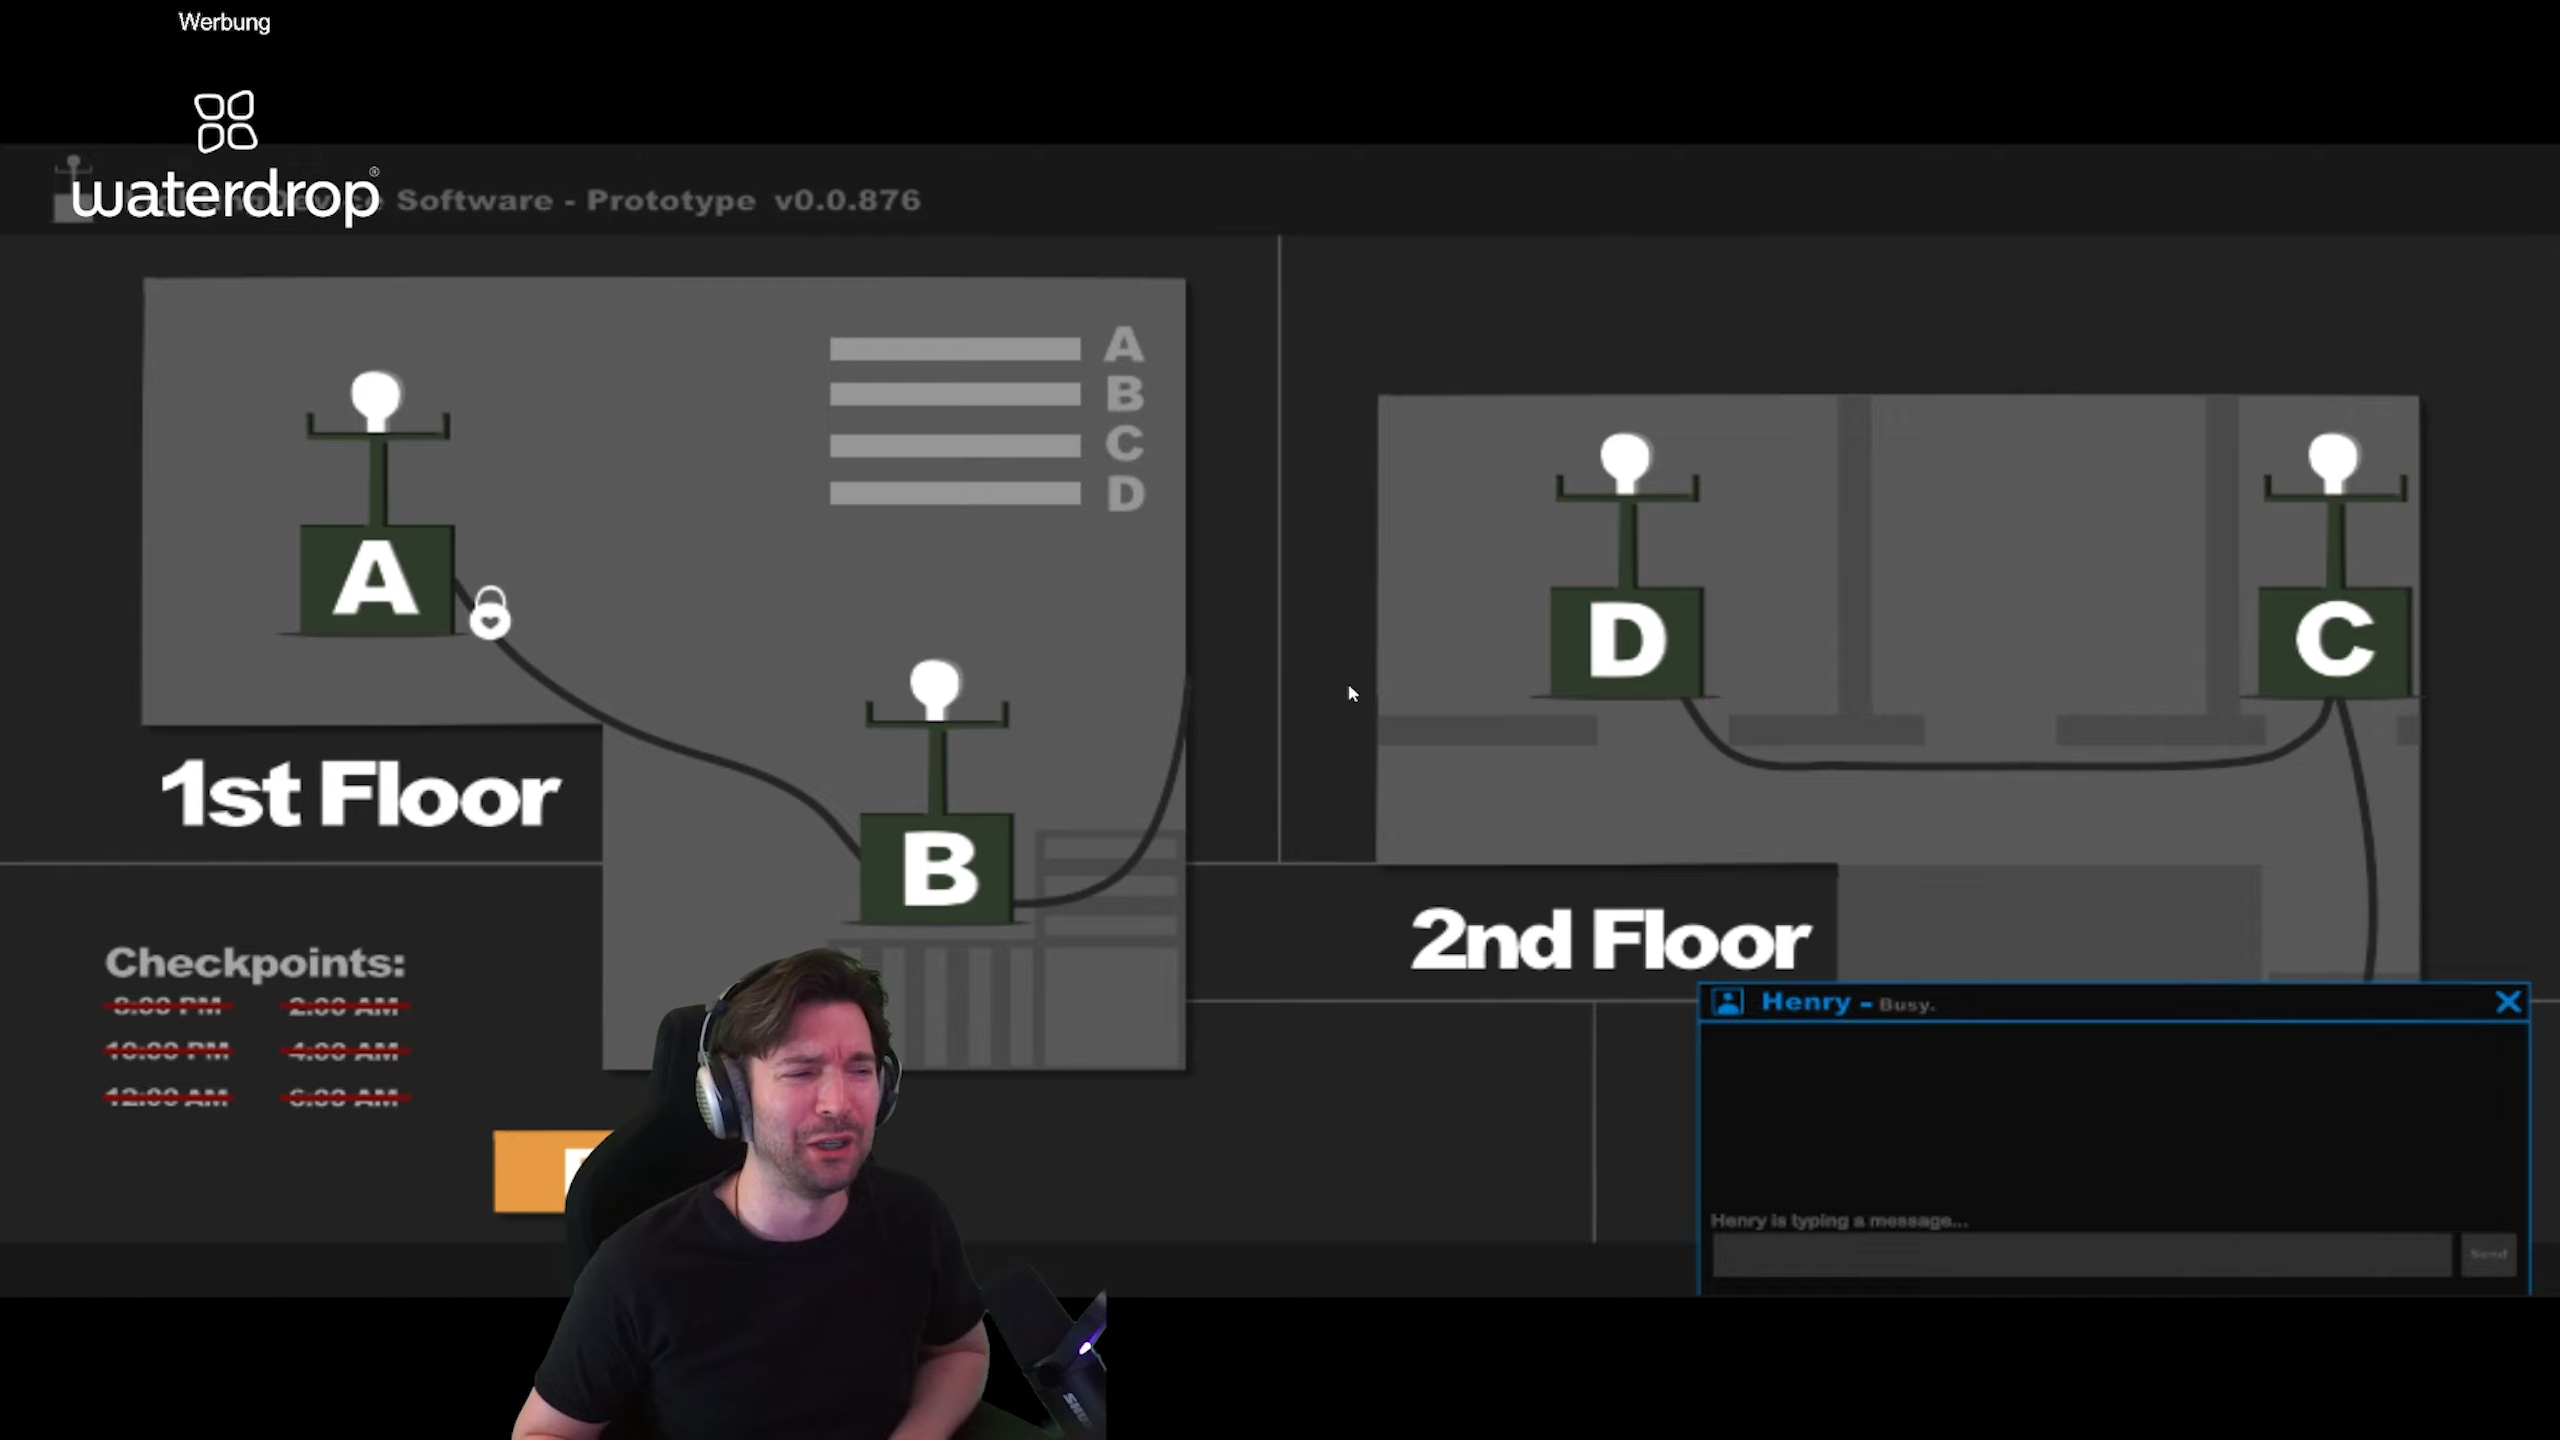 Werbung
waterdrop®
Software - Prototype v0.0.876
A
B
C
D
A
B
D
C
1st Floor
2nd Floor
Checkpoints:
8:00 PM 2:00 AM
10:00 PM 4:00 AM
12:00 AM 6:00 AM
Henry - Busy.
Henry is typing a message...
Send